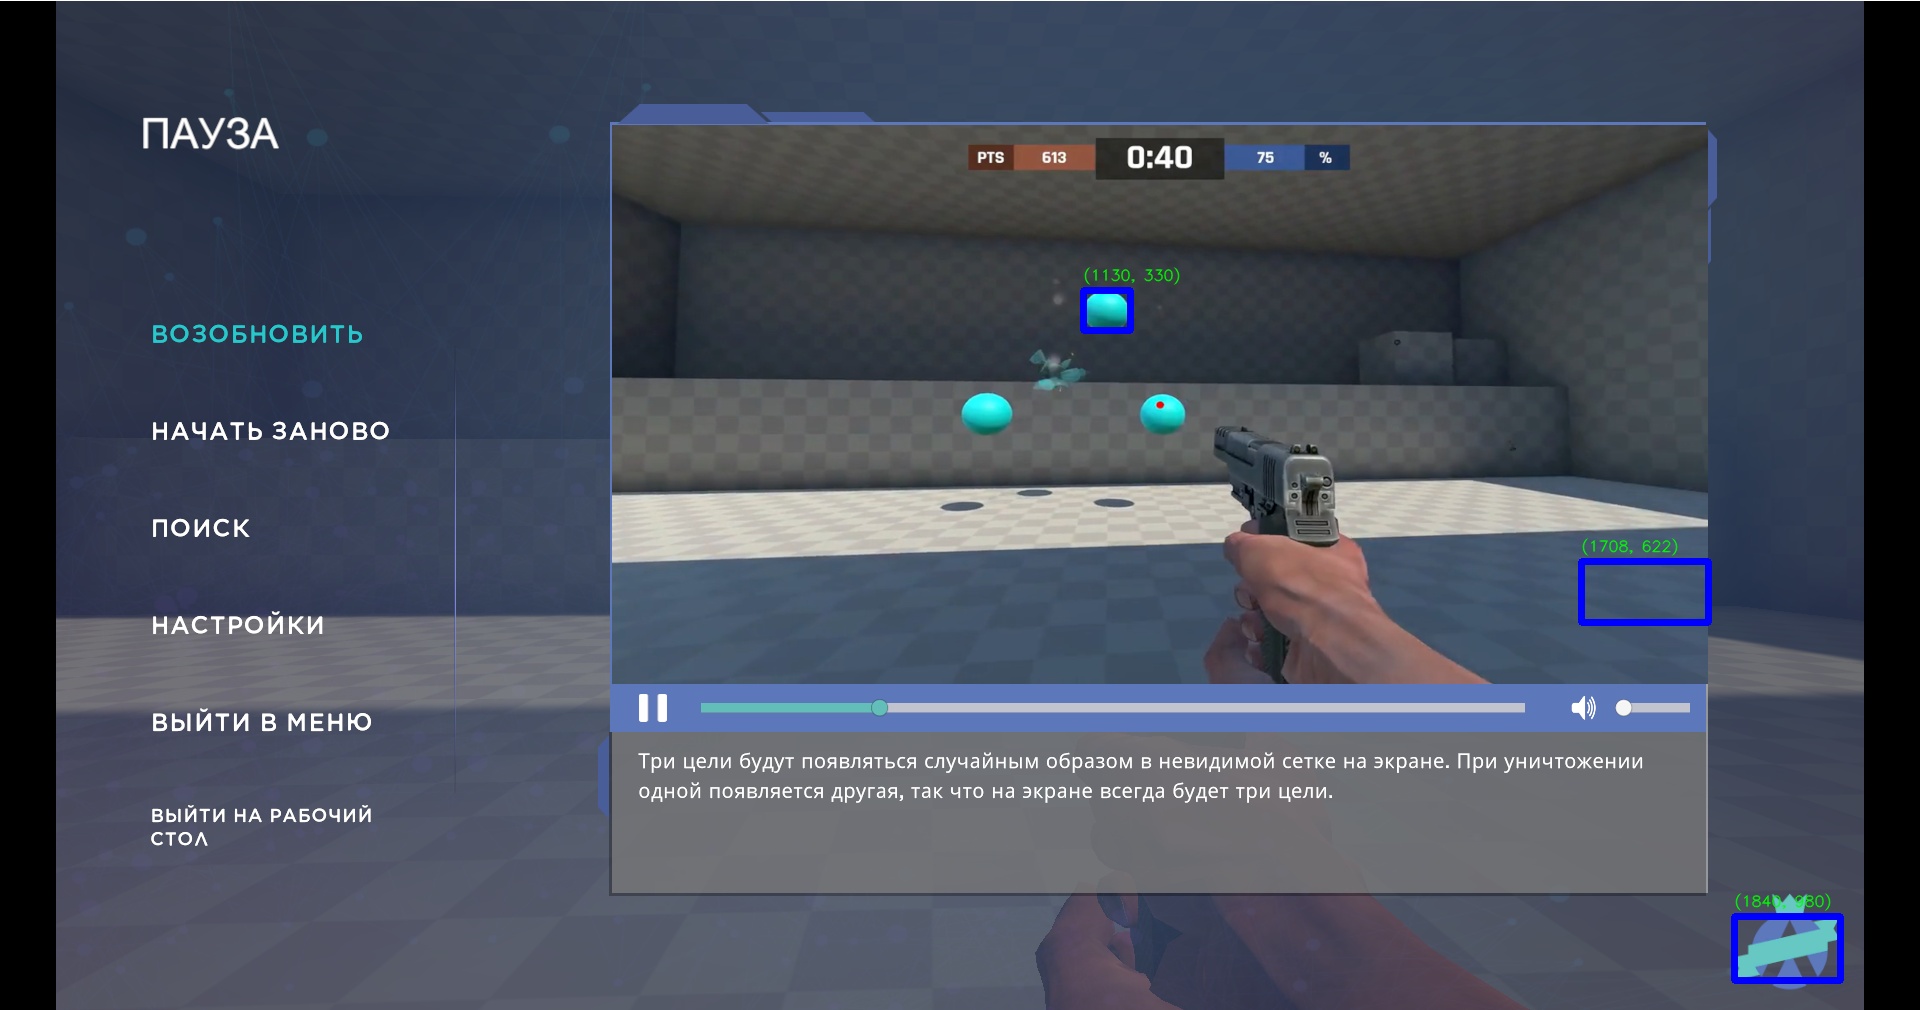 ПАУЗА
PTS 613 0:40 75 %
(1130, 330)
ВОЗОБНОВИТЬ
НАЧАТЬ ЗАНОВО
ПОИСК
(1708, 622)
НАСТРОЙКИ
ВЫЙТИ В МЕНЮ
ВЫЙТИ НА РАБОЧИЙ
СТОЛ
Три цели будут появляться случайным образом в невидимой сетке на экране. При уничтожении
одной появляется другая, так что на экране всегда будет три цели.
(1840, 980)